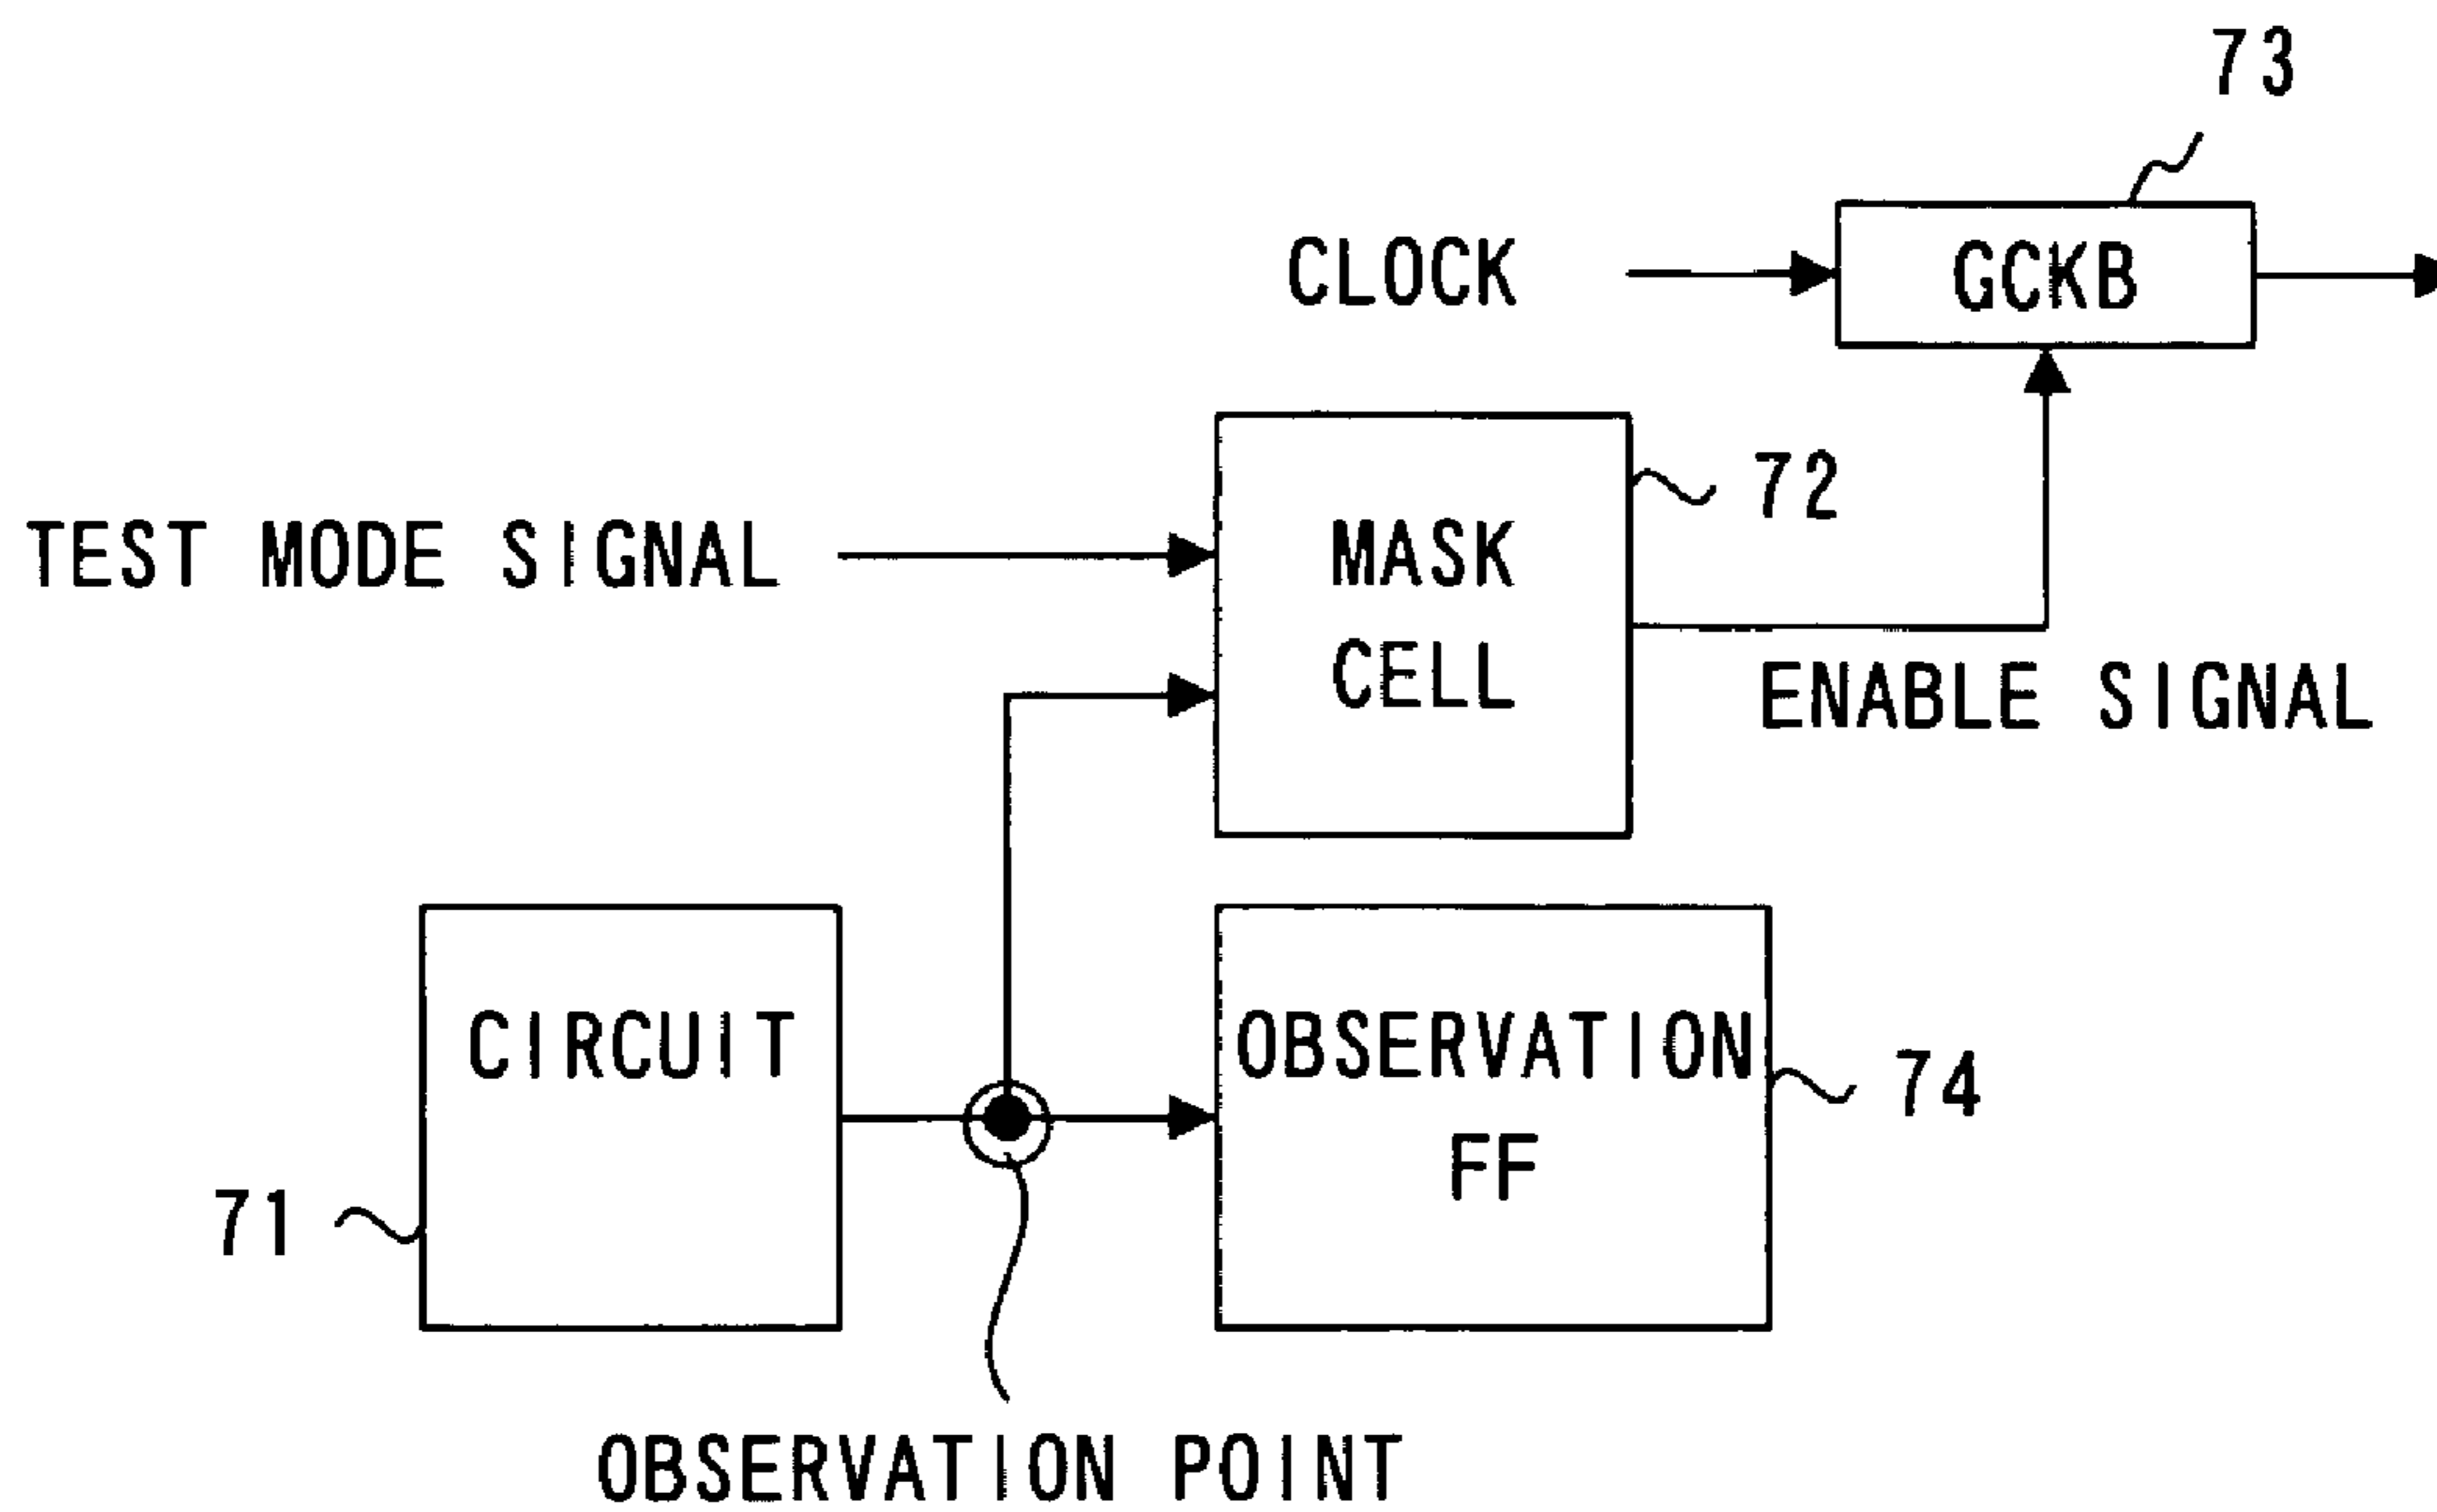 73
CLOCK
GCKB
72
TEST MODE SIGNAL
MASK
CELL
ENABLE SIGNAL
CIRCUIT
OBSERVATION
FF
74
71
OBSERVATION POINT